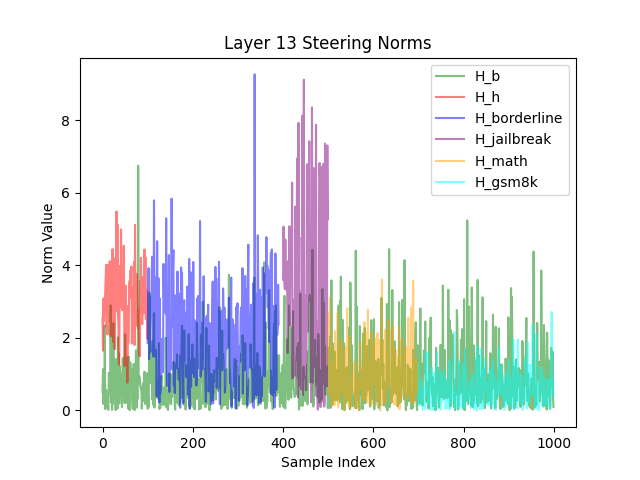 Layer 13 Steering Norms
H_b
H_h
H_borderline
H_jailbreak
H_math
H_gsm8k
Norm Value
8
6
4
2
0
0
200
400
600
800
1000
Sample Index